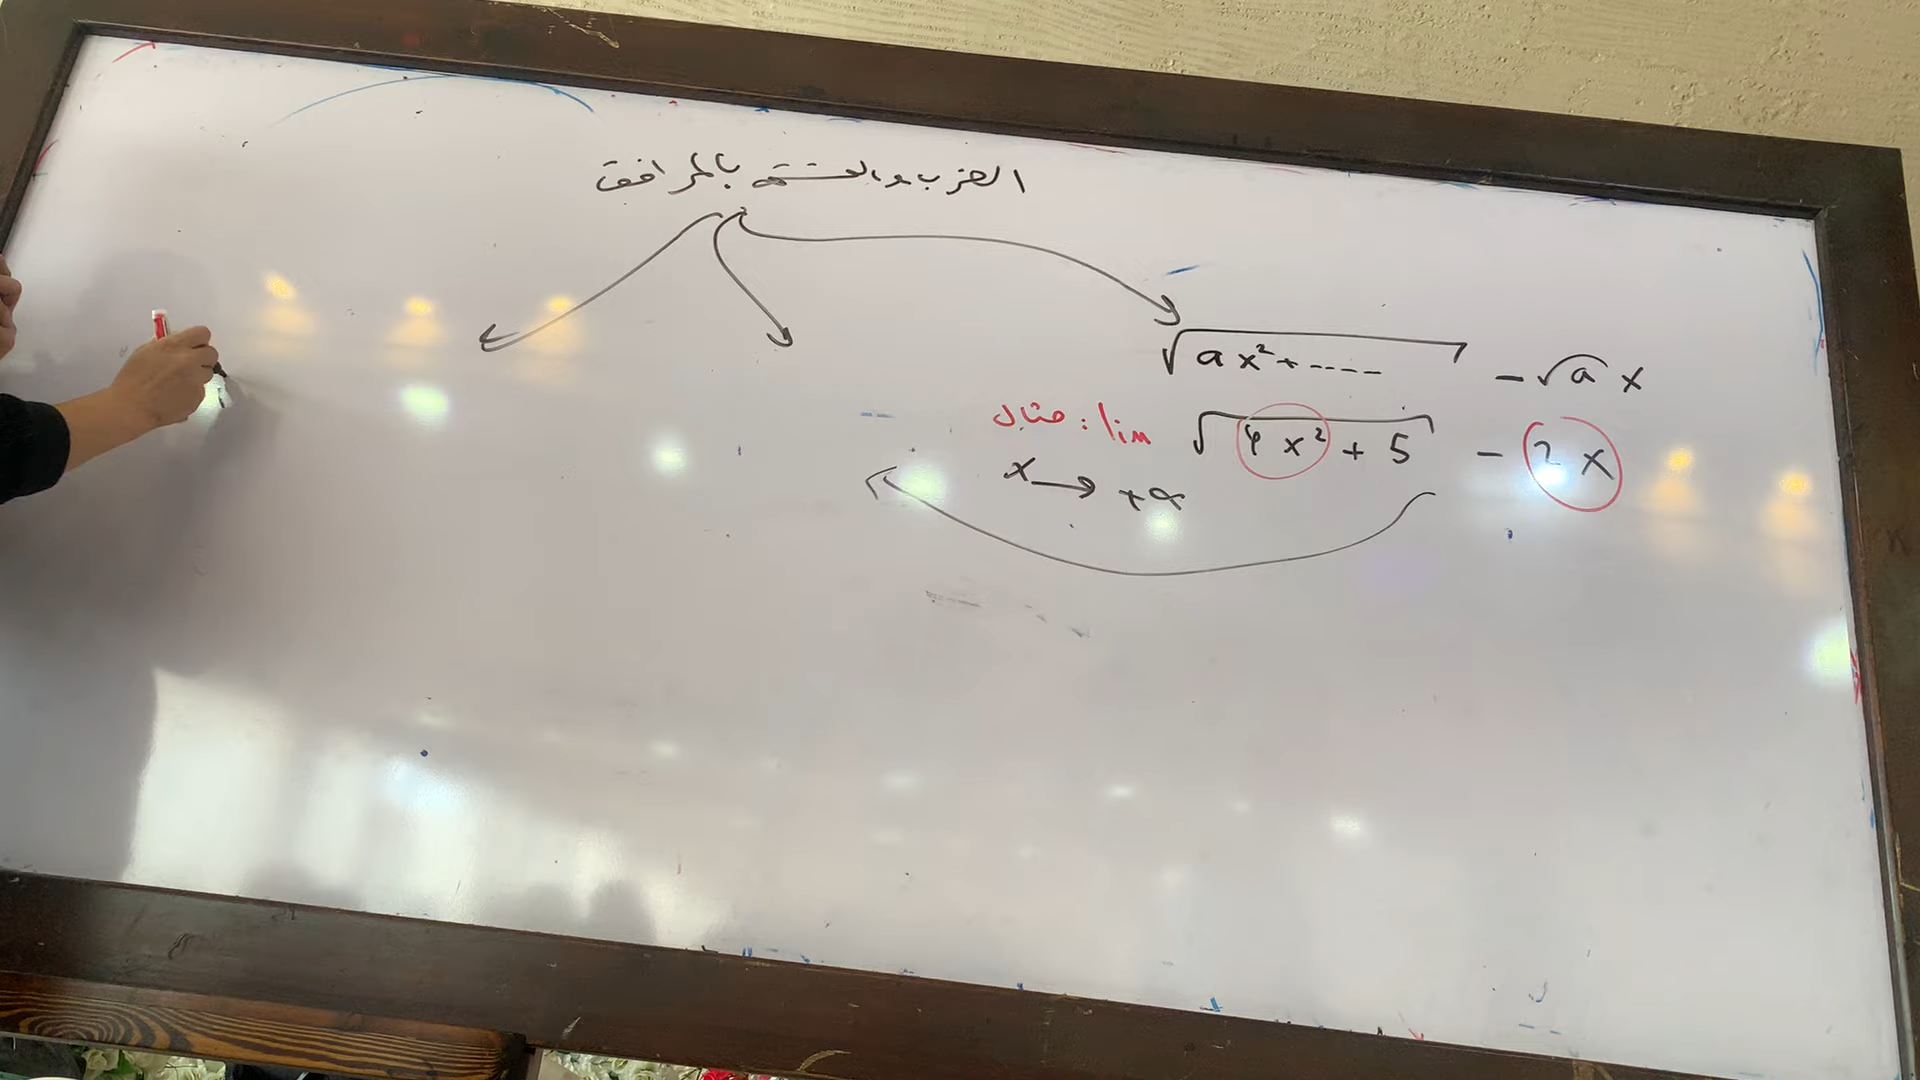 الضرب والقسمة بالمرافق
√(ax² + ----) - √a x
مثال: lim √(4x² + 5) - 2x
x → +∞